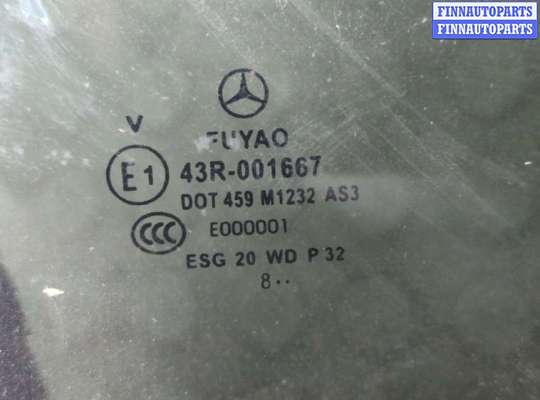 FINNAUTOPARTS
FINNAUTOPARTS
V
FUYAO
E1 43R-001667
DOT 459 M1232 AS3
CCC E000001
ESG 20 WD P 32
8··